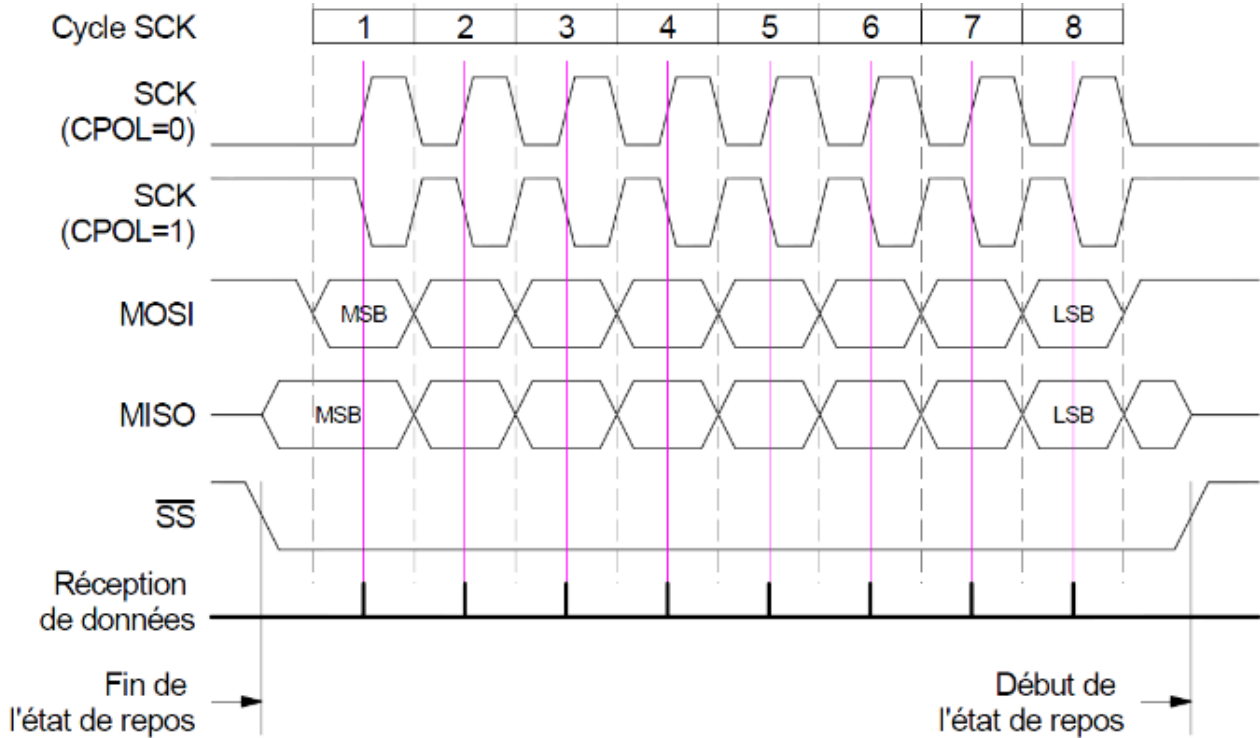 Cycle SCK 1 2 3 4 5 6 7 8
SCK
(CPOL=0)
SCK
(CPOL=1)
MOSI MSB LSB
MISO MSB LSB
SS
Réception
de données
Fin de
l'état de repos
Début de
l'état de repos